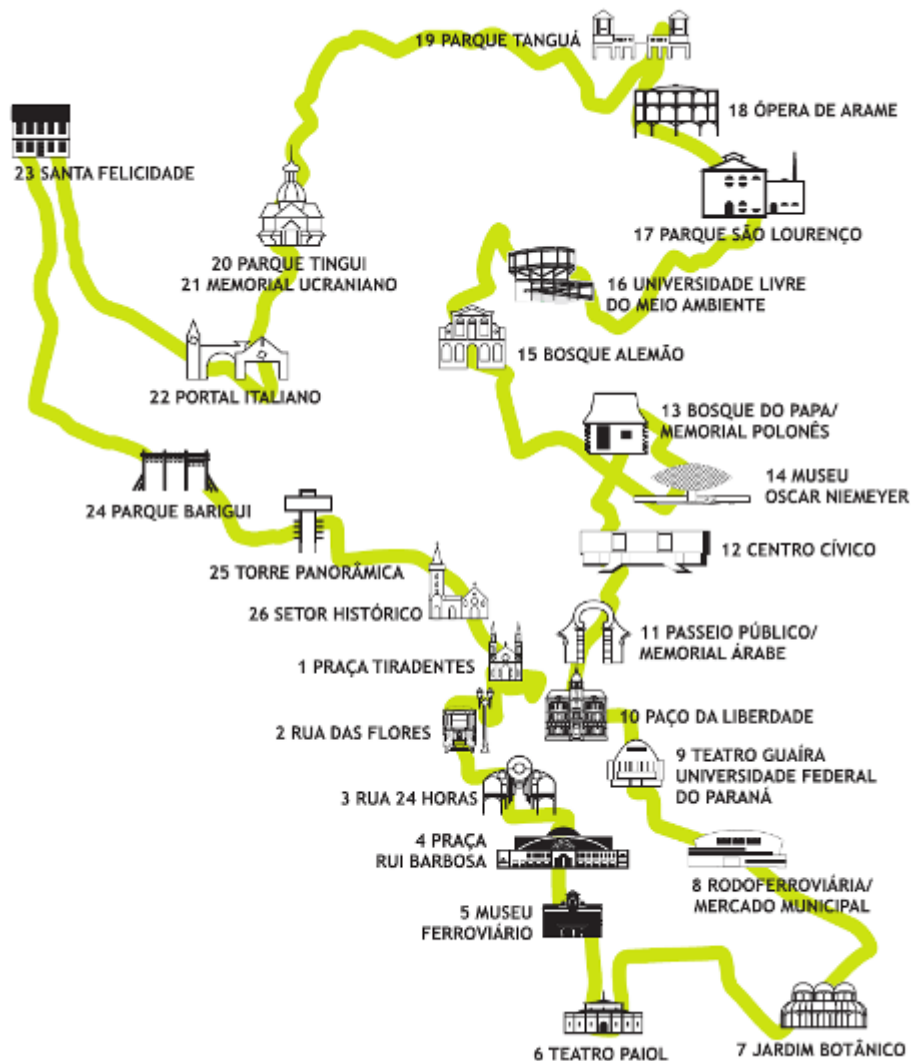 19 PARQUE TANGUÁ
18 ÓPERA DE ARAME
23 SANTA FELICIDADE
17 PARQUE SÃO LOURENÇO
20 PARQUE TINGUI
21 MEMORIAL UCRANIANO
16 UNIVERSIDADE LIVRE
DO MEIO AMBIENTE
15 BOSQUE ALEMÃO
22 PORTAL ITALIANO
13 BOSQUE DO PAPA/
MEMORIAL POLONÊS
14 MUSEU
OSCAR NIEMEYER
24 PARQUE BARIGUI
12 CENTRO CÍVICO
25 TORRE PANORÂMICA
26 SETOR HISTÓRICO
11 PASSEIO PÚBLICO/
MEMORIAL ÁRABE
1 PRAÇA TIRADENTES
10 PAÇO DA LIBERDADE
2 RUA DAS FLORES
9 TEATRO GUAÍRA
UNIVERSIDADE FEDERAL
DO PARANÁ
3 RUA 24 HORAS
4 PRAÇA
RUI BARBOSA
8 RODOFERROVIÁRIA/
MERCADO MUNICIPAL
5 MUSEU
FERROVIÁRIO
6 TEATRO PAIOL
7 JARDIM BOTÂNICO